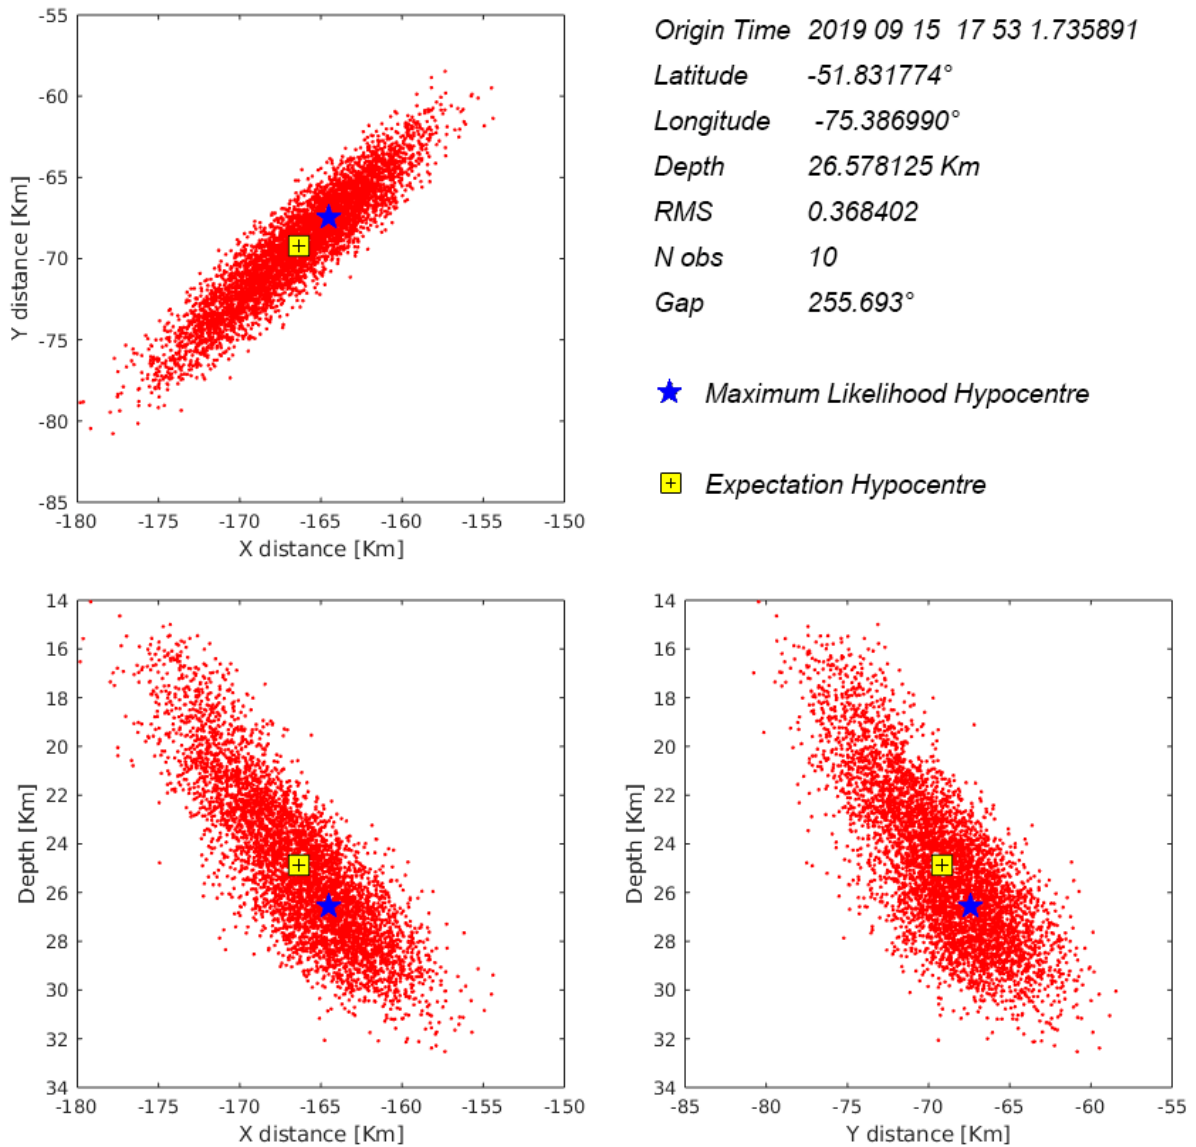 Origin Time 2019 09 15 17 53 1.735891
Latitude -51.831774°
Longitude -75.386990°
Depth 26.578125 Km
RMS 0.368402
N obs 10
Gap 255.693°
Maximum Likelihood Hypocentre
Expectation Hypocentre
Y distance [Km]
-55
-60
-65
-70
-75
-80
-85
-180 -175 -170 -165 -160 -155 -150
X distance [Km]
Depth [Km]
14
16
18
20
22
24
26
28
30
32
34
-180 -175 -170 -165 -160 -155 -150
X distance [Km]
Depth [Km]
14
16
18
20
22
24
26
28
30
32
34
-85 -80 -75 -70 -65 -60 -55
Y distance [Km]